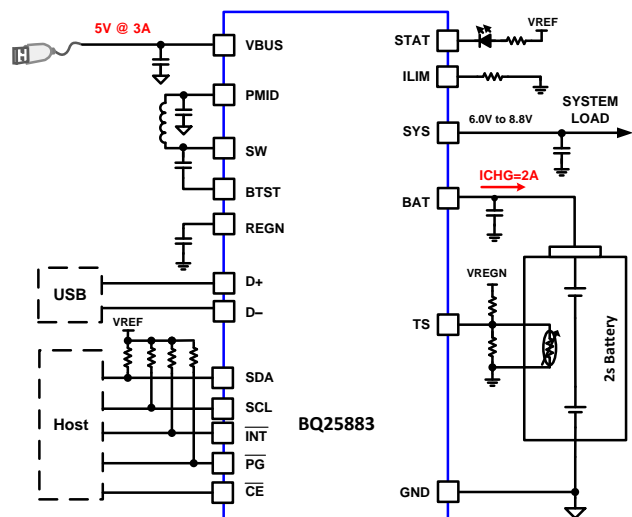 5V @ 3A
VBUS
PMID
SW
BTST
REGN
USB
D+
D–
VREF
Host
SDA
SCL
INT
PG
CE
BQ25883
STAT
VREF
ILIM
SYS
6.0V to 8.8V
SYSTEM
LOAD
BAT
ICHG=2A
VREGN
TS
2s Battery
GND